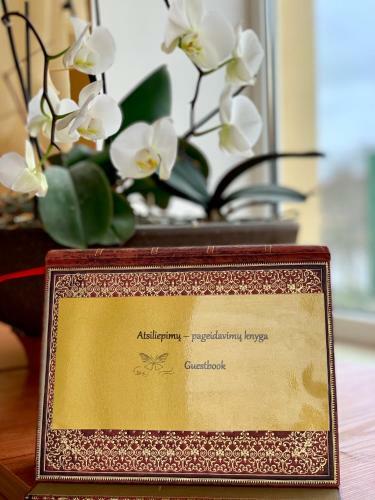 Atsiliepimų – pageidavimų knyga
Guestbook